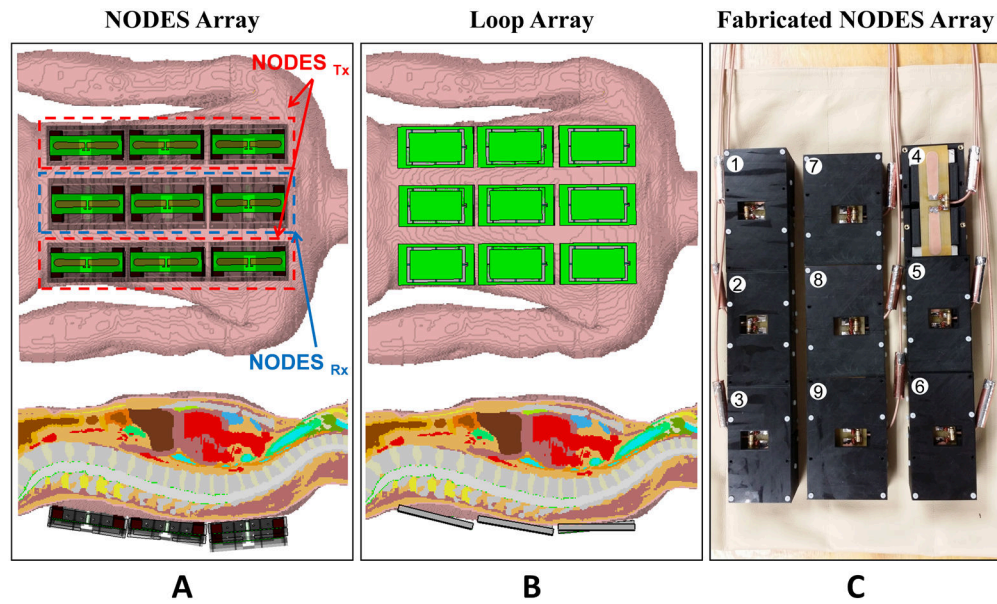 NODES Array
Loop Array
Fabricated NODES Array
NODES Tx
NODES Rx
1
7
4
2
8
5
3
9
6
A
B
C